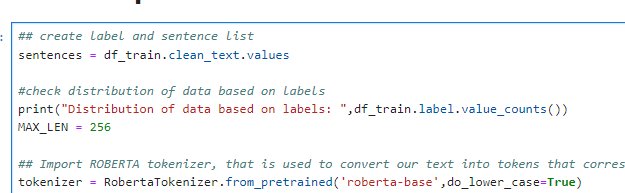 ## create label and sentence list
sentences = df_train.clean_text.values
#check distribution of data based on labels
print("Distribution of data based on labels: ",df_train.label.value_counts())
MAX_LEN = 256
## Import ROBERTA tokenizer, that is used to convert our text into tokens that corres
tokenizer = RobertaTokenizer.from_pretrained('roberta-base',do_lower_case=True)